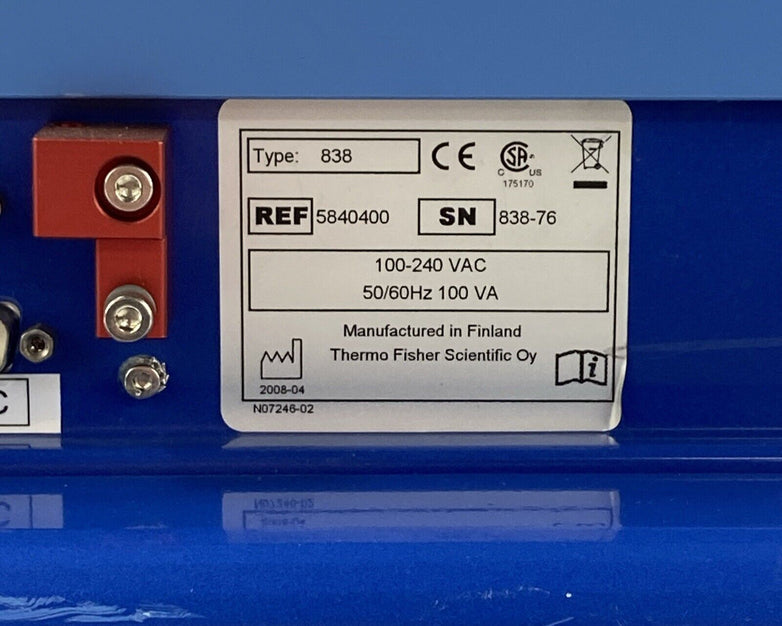 Type: 838
CE
C SA US
175170
REF 5840400 SN 838-76
100-240 VAC
50/60Hz 100 VA
Manufactured in Finland
Thermo Fisher Scientific Oy
i
2008-04
N07246-02
C